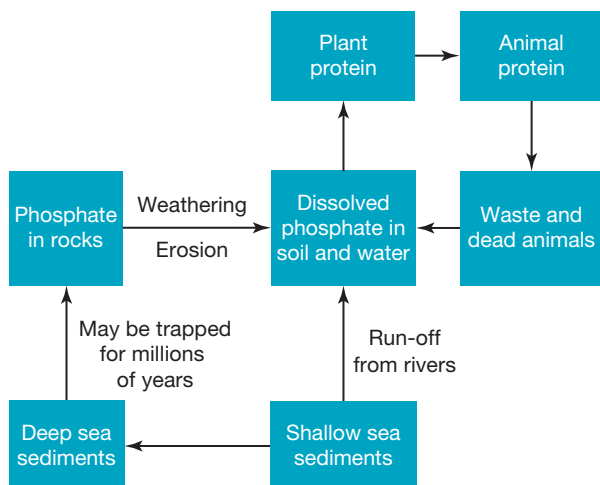 Plant
protein
Animal
protein
Phosphate
in rocks
Weathering
Erosion
Dissolved
phosphate in
soil and water
Waste and
dead animals
May be trapped
for millions
of years
Run-off
from rivers
Deep sea
sediments
Shallow sea
sediments